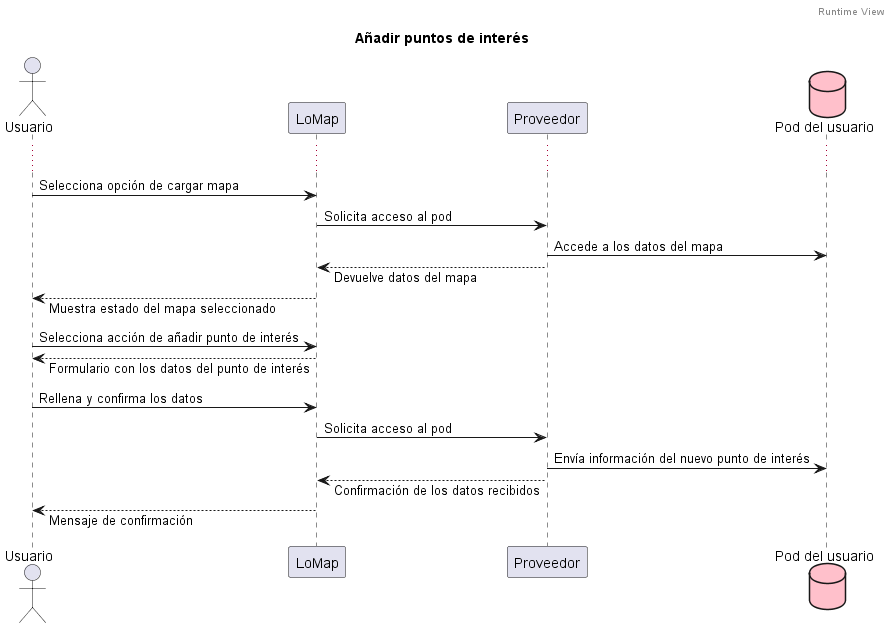 Runtime View
Añadir puntos de interés
Usuario
LoMap
Proveedor
Pod del usuario
Selecciona opción de cargar mapa
Solicita acceso al pod
Accede a los datos del mapa
Devuelve datos del mapa
Muestra estado del mapa seleccionado
Selecciona acción de añadir punto de interés
Formulario con los datos del punto de interés
Rellena y confirma los datos
Solicita acceso al pod
Envía información del nuevo punto de interés
Confirmación de los datos recibidos
Mensaje de confirmación
Usuario
LoMap
Proveedor
Pod del usuario